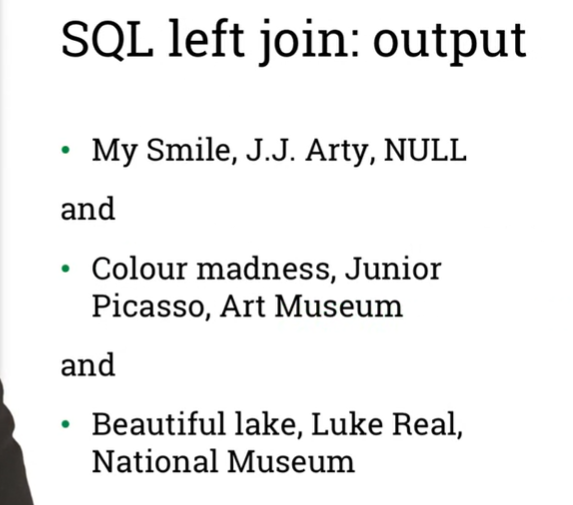 SQL left join: output
• My Smile, J.J. Arty, NULL
and
• Colour madness, Junior
Picasso, Art Museum
and
• Beautiful lake, Luke Real,
National Museum